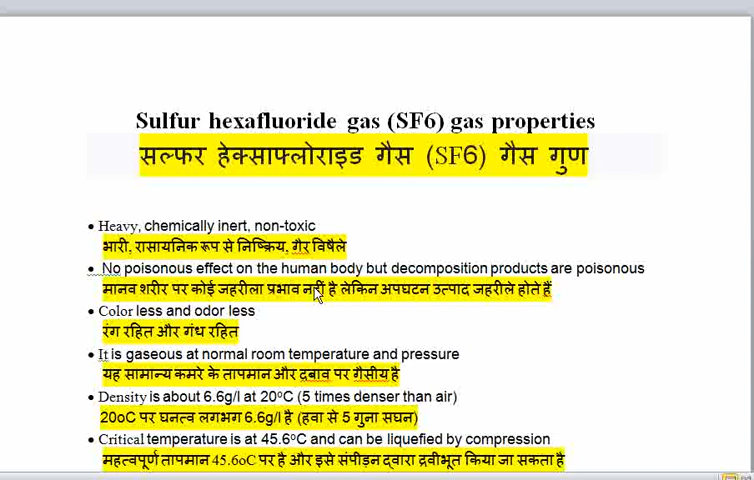 Sulfur hexafluoride gas (SF6) gas properties
सल्फर हेक्साफ्लोराइड गैस (SF6) गैस गुण
• Heavy, chemically inert, non-toxic
भारी, रासायनिक रूप से निष्क्रिय, गैर विषैले
• No poisonous effect on the human body but decomposition products are poisonous
मानव शरीर पर कोई जहरीला प्रभाव नहीं है लेकिन अपघटन उत्पाद जहरीले होते हैं
• Color less and odor less
रंग रहित और गंध रहित
• It is gaseous at normal room temperature and pressure
यह सामान्य कमरे के तापमान और दबाव पर गैसीय है
• Density is about 6.6g/l at 20°C (5 times denser than air)
20oC पर घनत्व लगभग 6.6g/l है (हवा से 5 गुना सघन)
• Critical temperature is at 45.6°C and can be liquefied by compression
महत्वपूर्ण तापमान 45.6oC पर है और इसे संपीड़न द्वारा द्रवीभूत किया जा सकता है